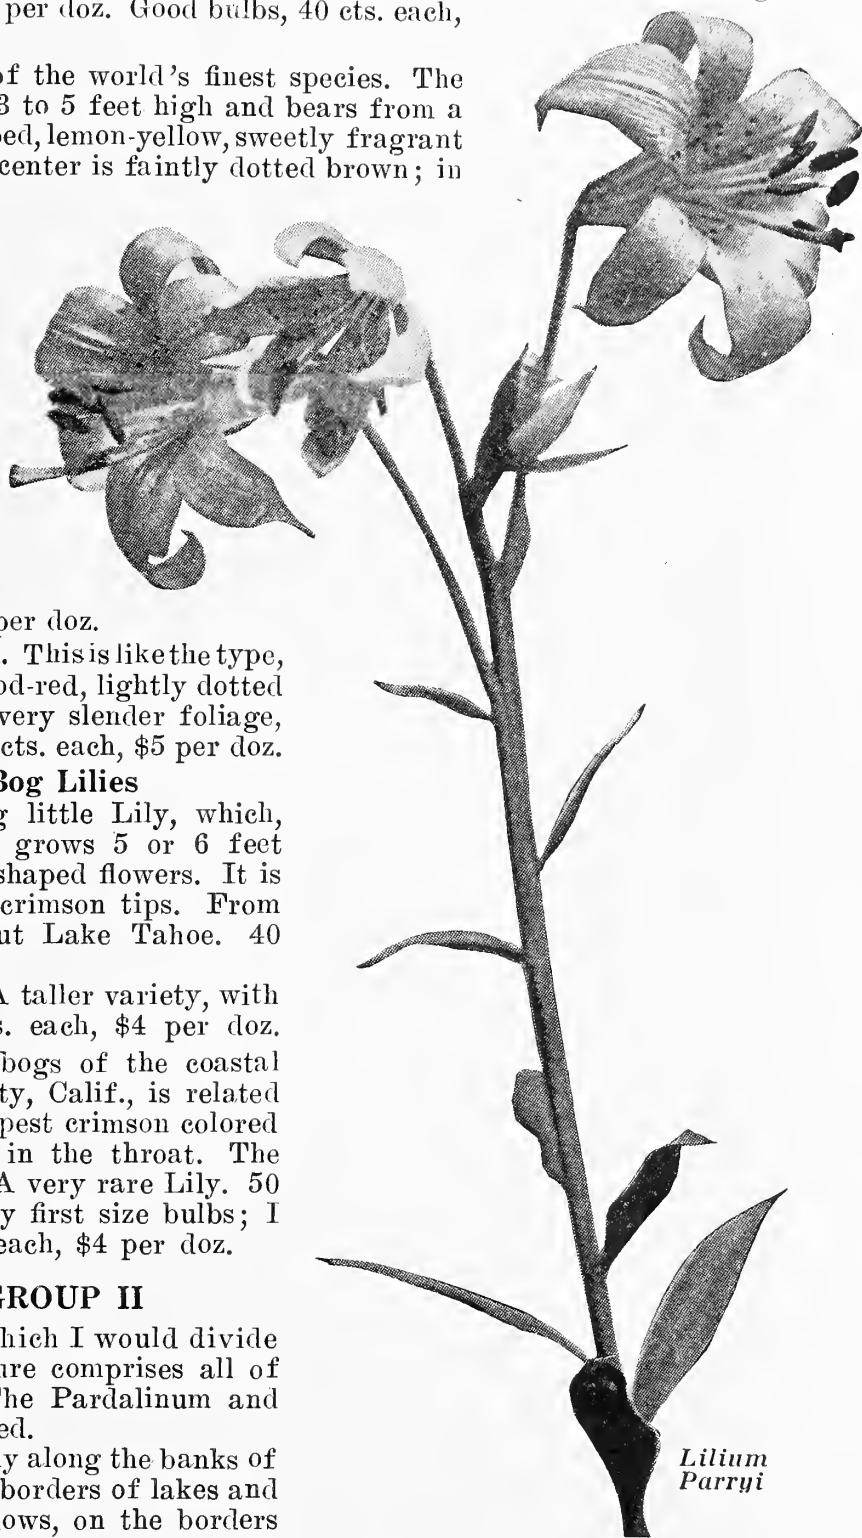 per doz. Good bulbs, 40 cts. each,
of the world's finest species. The
3 to 5 feet high and bears from a
ped, lemon-yellow, sweetly fragrant
center is faintly dotted brown; in
per doz.
. This is like the type,
od-red, lightly dotted
very slender foliage,
cts. each, $5 per doz.
Bog Lilies
g little Lily, which,
grows 5 or 6 feet
shaped flowers. It is
crimson tips. From
ut Lake Tahoe. 40
A taller variety, with
s. each, $4 per doz.
bogs of the coastal
ty, Calif., is related
pest crimson colored
in the throat. The
A very rare Lily. 50
y first size bulbs; I
each, $4 per doz.
GROUP II
hich I would divide
ure comprises all of
The Pardalinum and
ed.
ly along the banks of
borders of lakes and
lows, on the borders
Lilium
Parryi